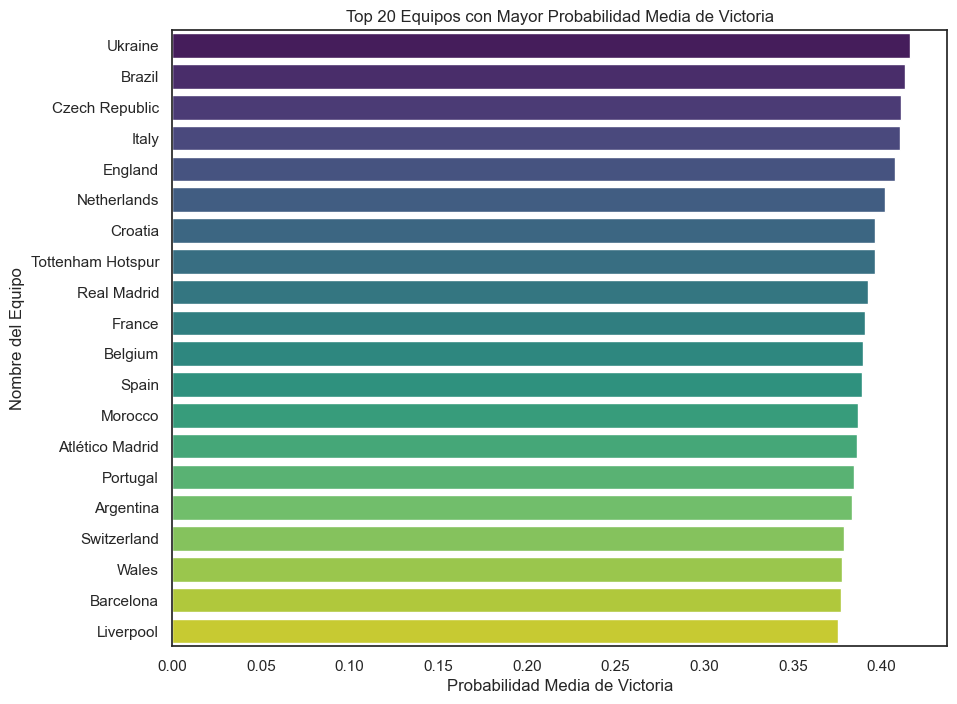 Top 20 Equipos con Mayor Probabilidad Media de Victoria
Nombre del Equipo
Ukraine
Brazil
Czech Republic
Italy
England
Netherlands
Croatia
Tottenham Hotspur
Real Madrid
France
Belgium
Spain
Morocco
Atlético Madrid
Portugal
Argentina
Switzerland
Wales
Barcelona
Liverpool
0.00 0.05 0.10 0.15 0.20 0.25 0.30 0.35 0.40
Probabilidad Media de Victoria